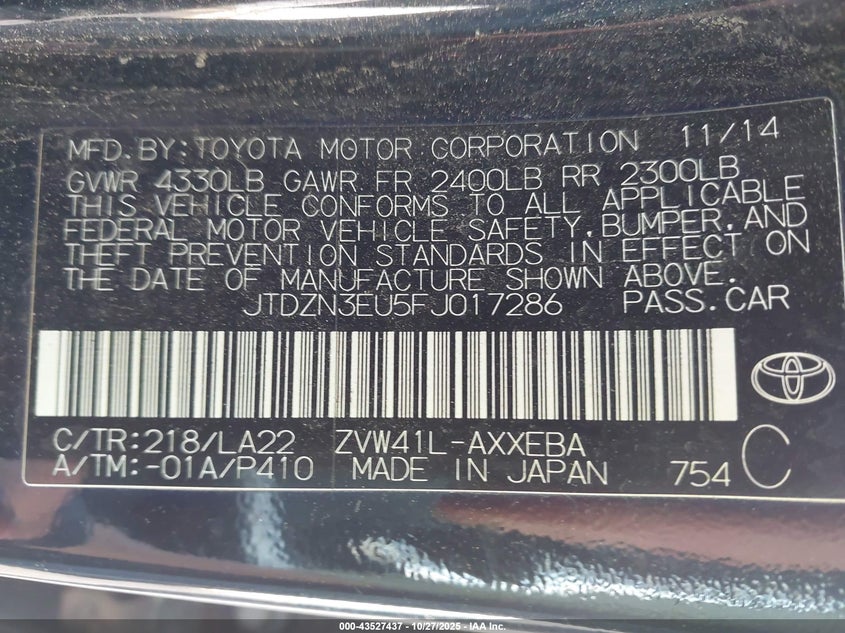 MFD.BY:TOYOTA MOTOR CORPORATION 11/14
GVWR 4330LB GAWR FR 2400LB RR 2300LB
THIS VEHICLE CONFORMS TO ALL APPLICABLE
FEDERAL MOTOR VEHICLE SAFETY,BUMPER,AND
THEFT PREVENTION STANDARDS IN EFFECT ON
THE DATE OF MANUFACTURE SHOWN ABOVE.
JTDZN3EU5FJ017286 PASS.CAR
C/TR:218/LA22 ZVW41L-AXXEBA
A/TM:-01A/P410 MADE IN JAPAN 754 C
000-43527437 - 10/27/2025 - IAA Inc.